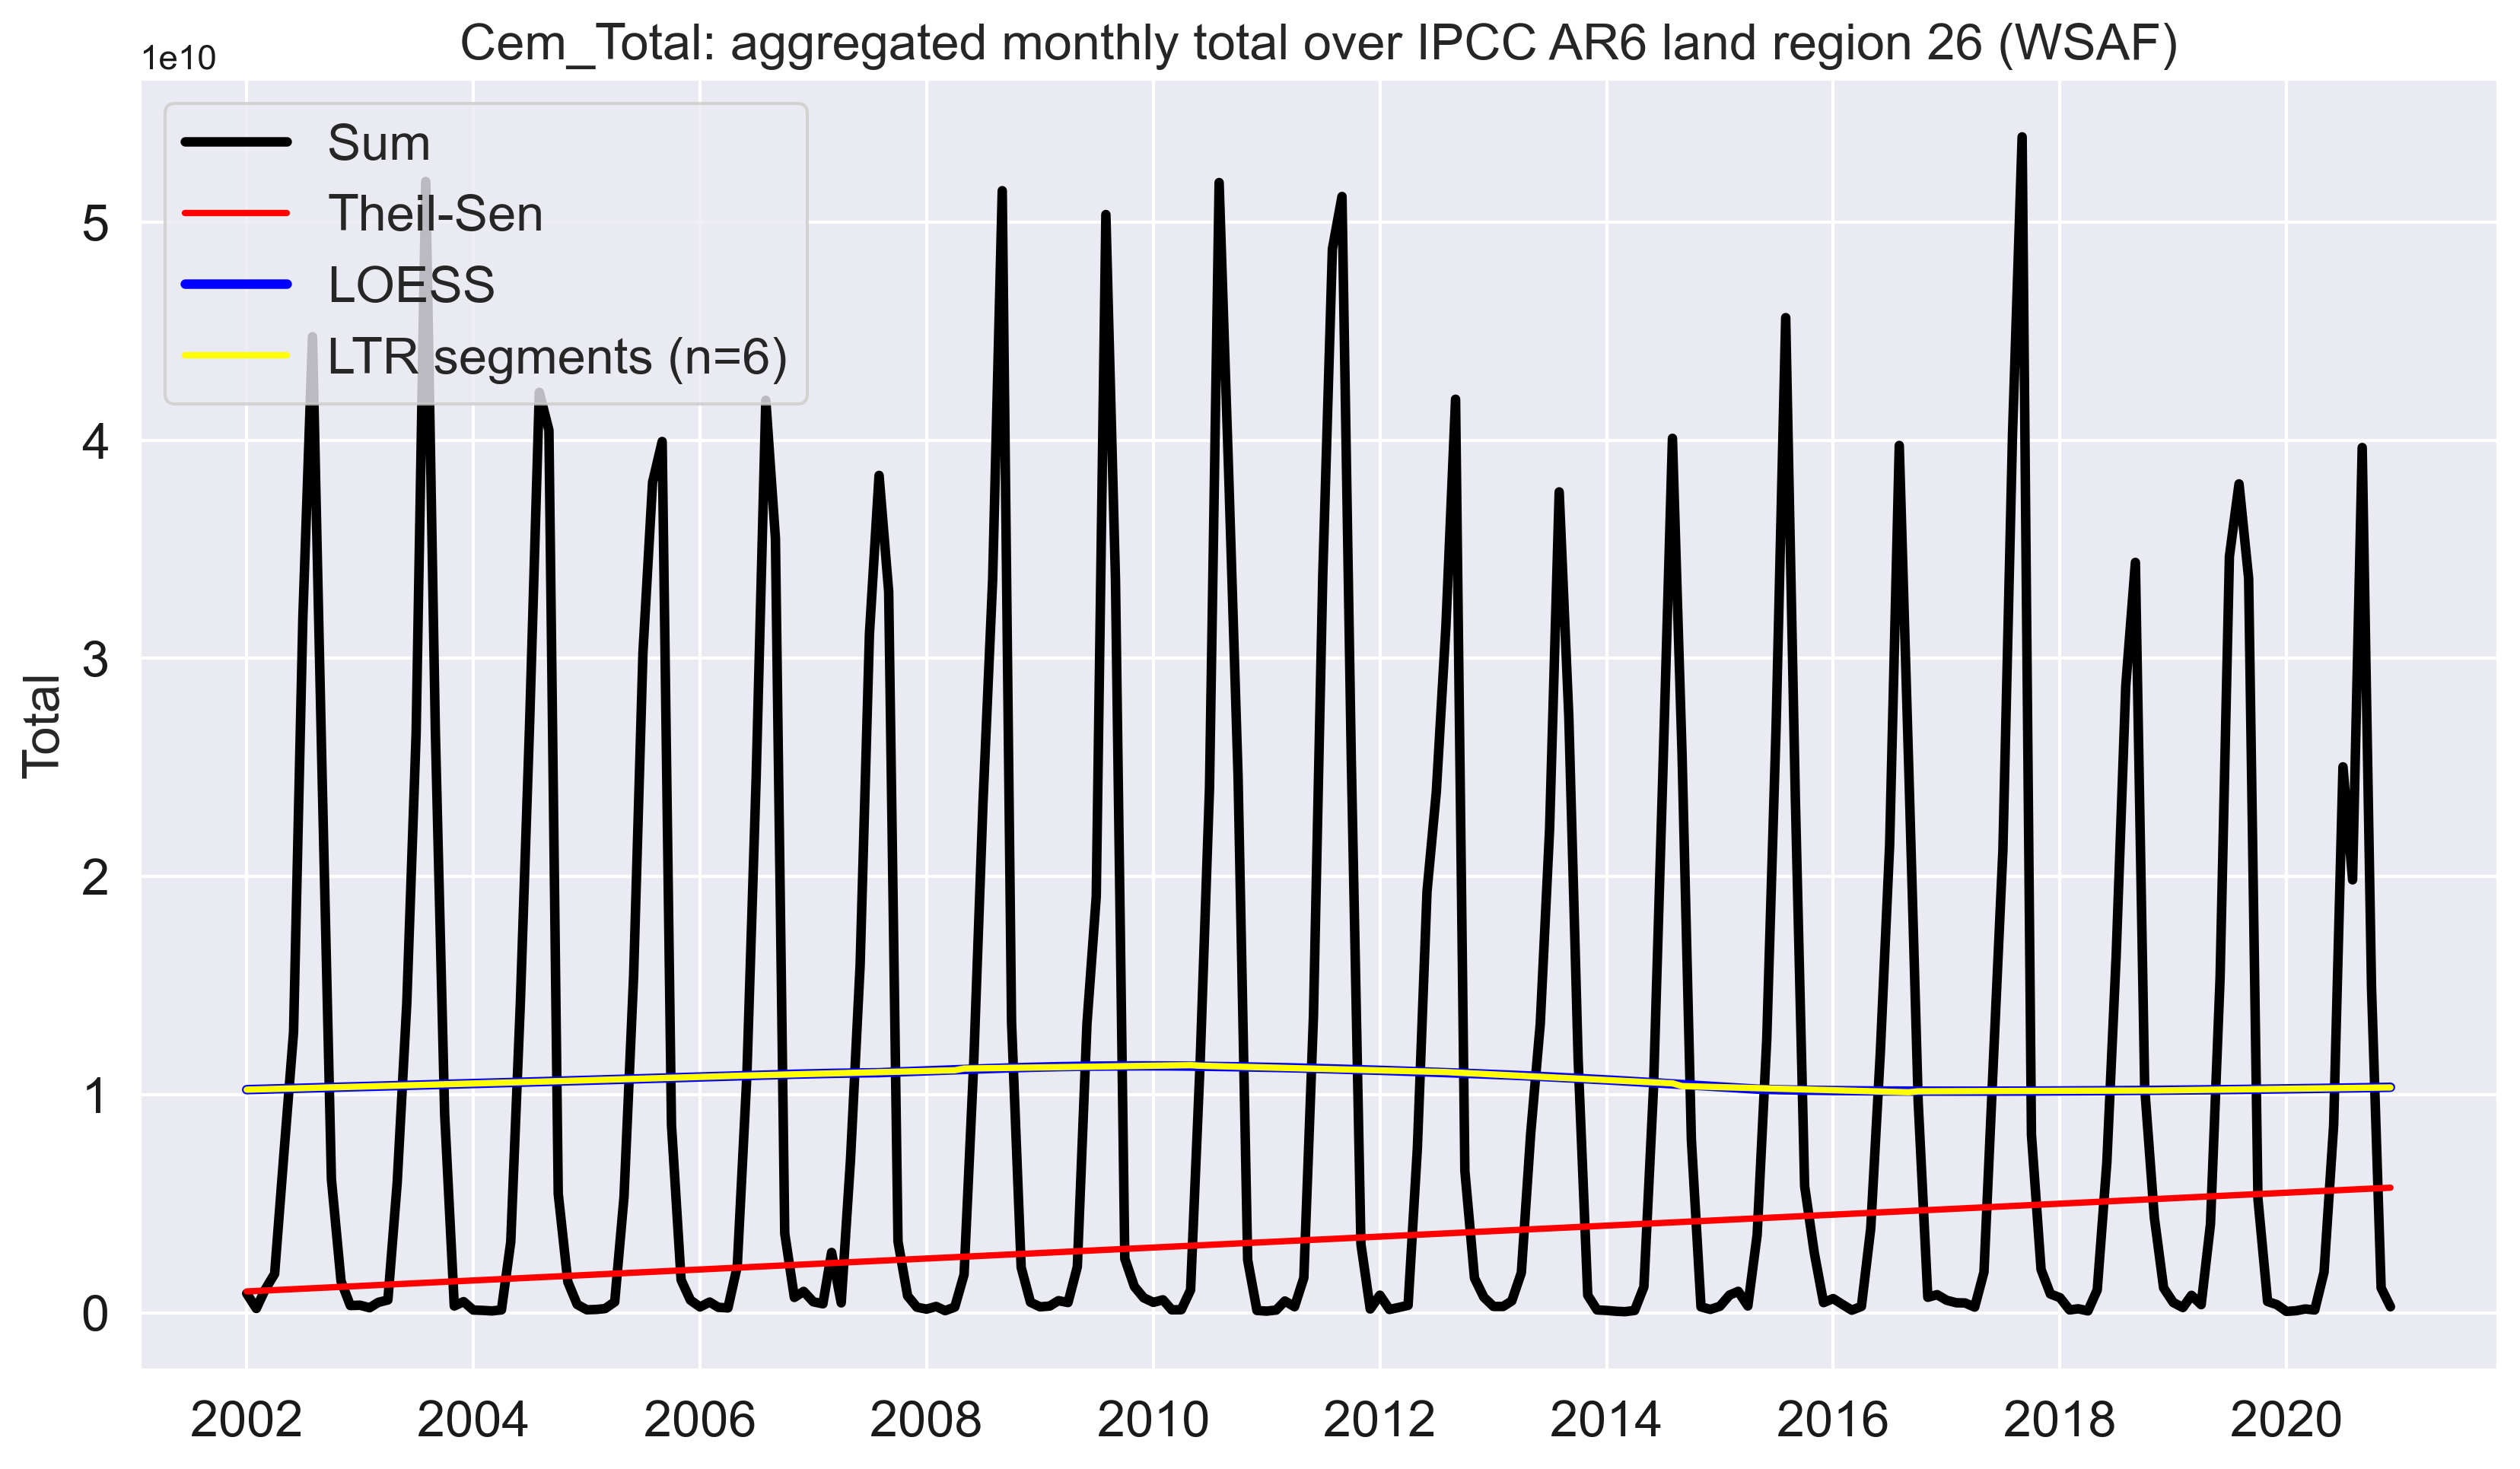 Cem_Total: aggregated monthly total over IPCC AR6 land region 26 (WSAF)
1e10
Sum
Theil-Sen
LOESS
LTR segments (n=6)
5
4
3
2
1
0
Total
2002 2004 2006 2008 2010 2012 2014 2016 2018 2020